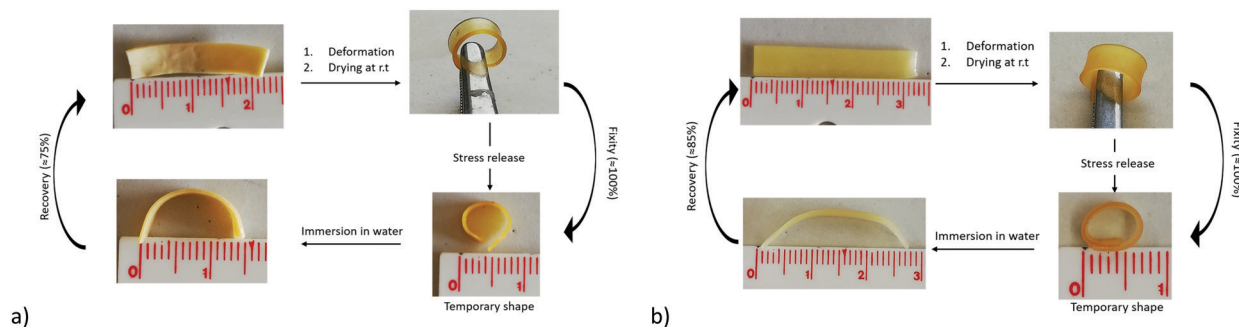 1. Deformation
2. Drying at r.t
0 1 2
Recovery (≈75%)
Fixity (≈100%)
Stress release
Immersion in water
0 1
0 1
Temporary shape
a)
1. Deformation
2. Drying at r.t
0 1 2 3
Recovery (≈85%)
Fixity (≈100%)
Stress release
Immersion in water
0 1 2 3
0 1
Temporary shape
b)